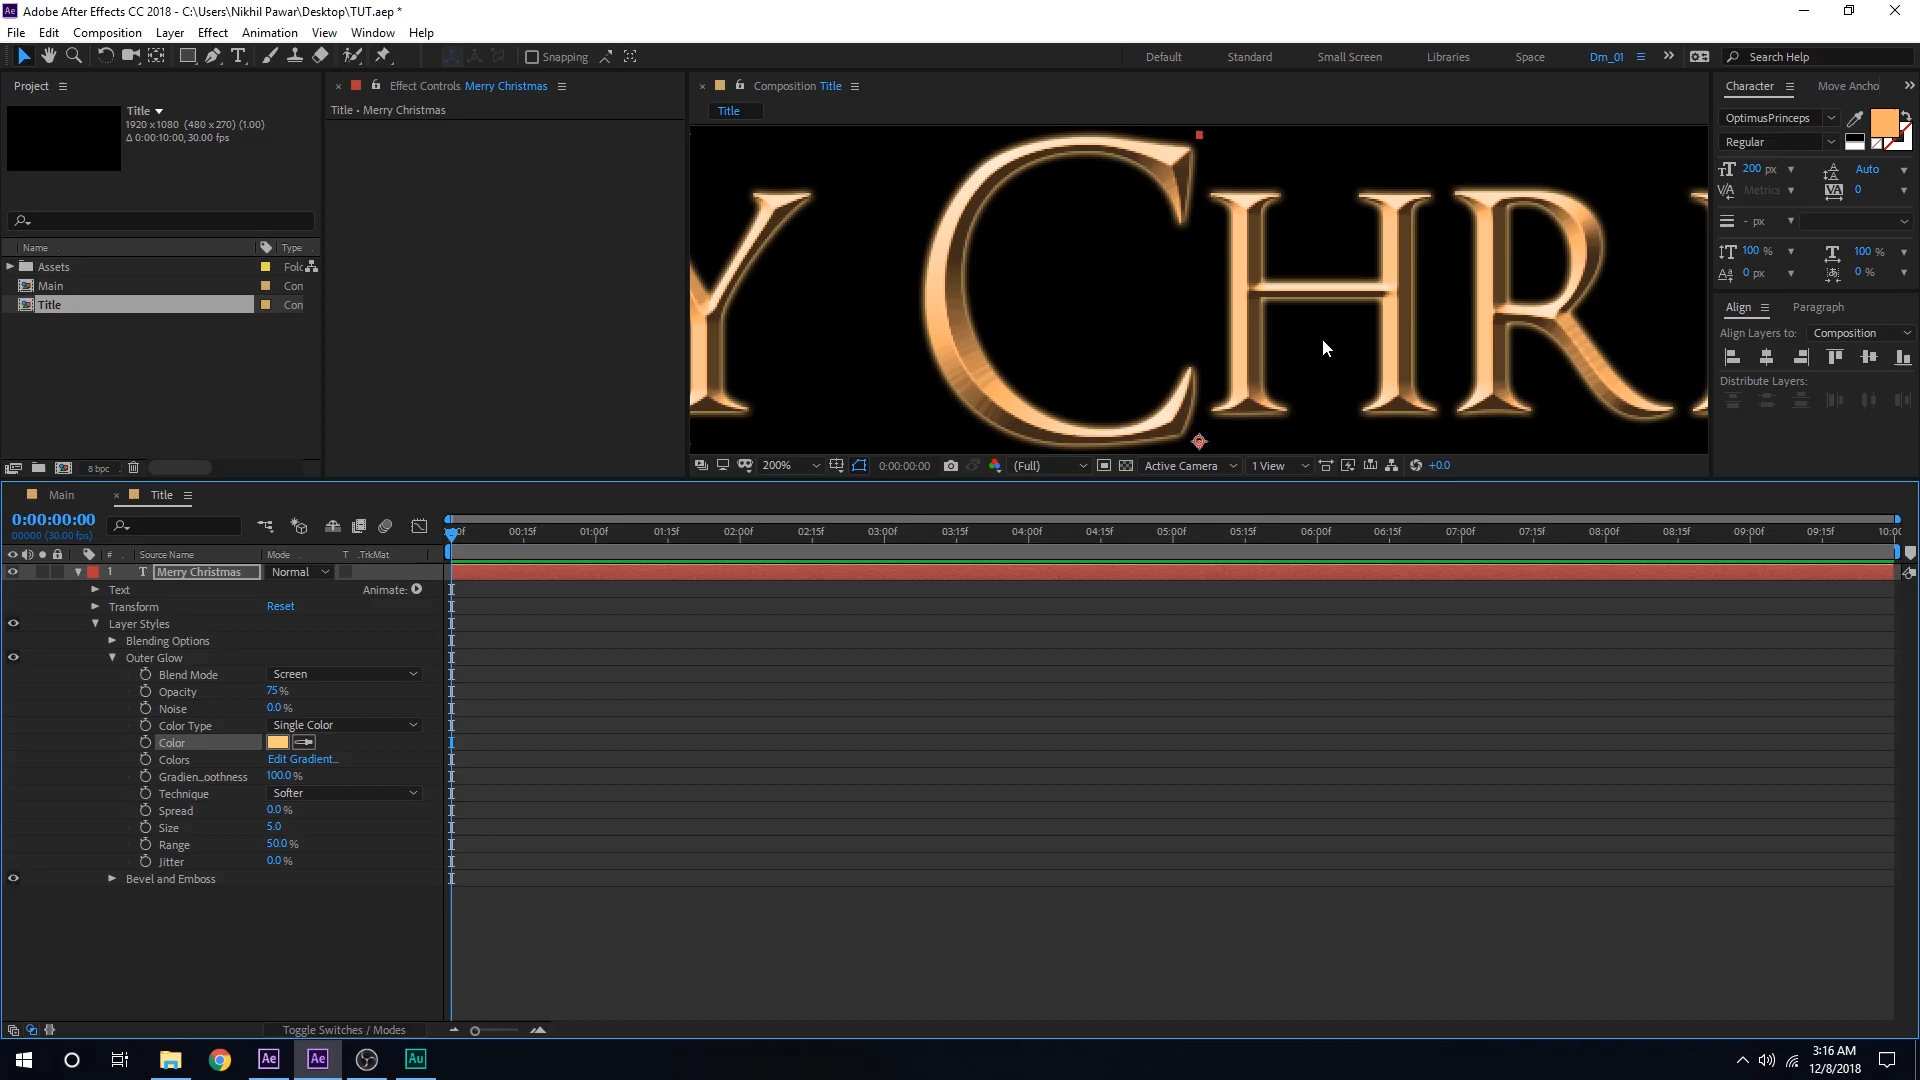 Adobe After Effects CC 2018 - C:\Users\Nikhil Pawar\Desktop\TUT.aep *
File Edit Composition Layer Effect Animation View Window Help
Snapping
Default Standard Small Screen Libraries Space Dm_01 Search Help
Project
Title
1920 x1080 (480 x270) (1.00)
Δ 0:00:10:00, 30.00 fps
Name Type
Assets Folc
Main Con
Title Con
8 bpc
Effect Controls Merry Christmas
Title • Merry Christmas
Composition Title
Title
Y CHR
200% 0:00:00:00 (Full) Active Camera 1 View +0.0
Character Move Ancho
OptimusPrinceps
Regular
200 px Auto
Metrics 0
- px
100 % 100 %
0 px 0 %
Align Paragraph
Align Layers to: Composition
Distribute Layers:
Main Title
0:00:00:00
00000 (30.00 fps)
:00f 00:15f 01:00f 01:15f 02:00f 02:15f 03:00f 03:15f 04:00f 04:15f 05:00f 05:15f 06:00f 06:15f 07:00f 07:15f 08:00f 08:15f 09:00f 09:15f 10:00
# Source Name Mode T .TrkMat
1 T Merry Christmas Normal
Text Animate:
Transform Reset
Layer Styles
Blending Options
Outer Glow
Blend Mode Screen
Opacity 75%
Noise 0.0%
Color Type Single Color
Color
Colors Edit Gradient...
Gradien...oothness 100.0%
Technique Softer
Spread 0.0%
Size 5.0
Range 50.0%
Jitter 0.0%
Bevel and Emboss
Toggle Switches / Modes
Ae Ae Au
3:16 AM
12/8/2018